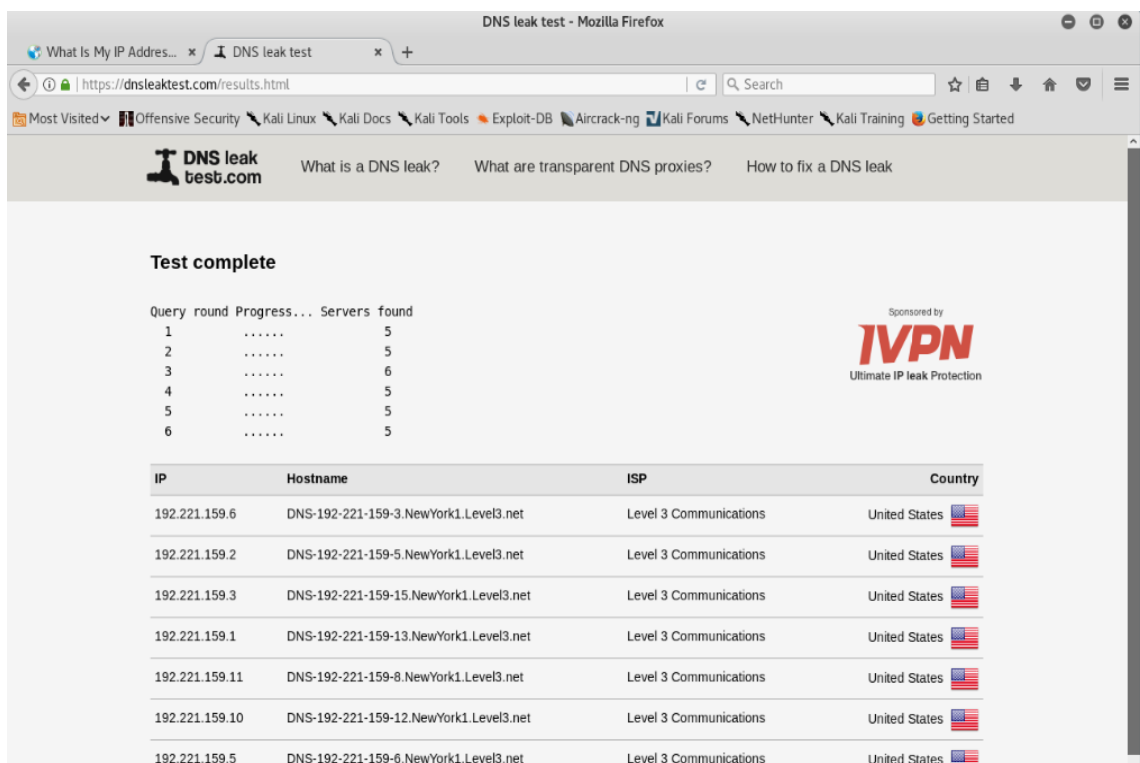 DNS leak test - Mozilla Firefox
What Is My IP Addres... × DNS leak test × +
https://dnsleaktest.com/results.html Search
Most Visited Offensive Security Kali Linux Kali Docs Kali Tools Exploit-DB Aircrack-ng Kali Forums NetHunter Kali Training Getting Started
DNS leak
test.com
What is a DNS leak? What are transparent DNS proxies? How to fix a DNS leak
Test complete
Query round Progress... Servers found
1 ...... 5
2 ...... 5
3 ...... 6
4 ...... 5
5 ...... 5
6 ...... 5
Sponsored by
IVPN
Ultimate IP leak Protection
IP Hostname ISP Country
192.221.159.6 DNS-192-221-159-3.NewYork1.Level3.net Level 3 Communications United States
192.221.159.2 DNS-192-221-159-5.NewYork1.Level3.net Level 3 Communications United States
192.221.159.3 DNS-192-221-159-15.NewYork1.Level3.net Level 3 Communications United States
192.221.159.1 DNS-192-221-159-13.NewYork1.Level3.net Level 3 Communications United States
192.221.159.11 DNS-192-221-159-8.NewYork1.Level3.net Level 3 Communications United States
192.221.159.10 DNS-192-221-159-12.NewYork1.Level3.net Level 3 Communications United States
192.221.159.5 DNS-192-221-159-6.NewYork1.Level3.net Level 3 Communications United States